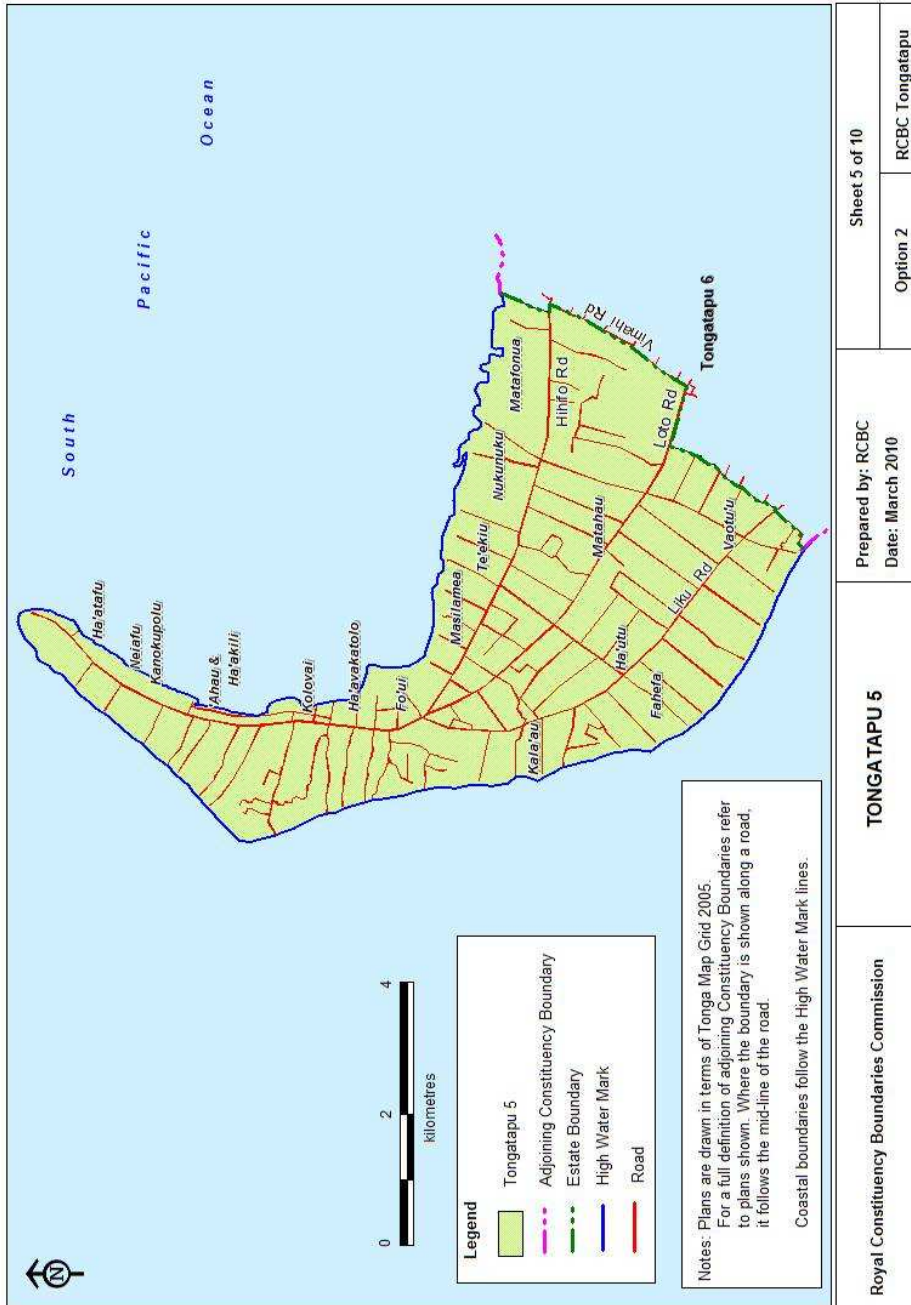 N
South
Pacific
Ocean
Ha'atafu
Neiafu
Kanokupolu
'Ahau &
Ha'akili
Kolovai
Ha'avakatolo
Fo'ui
Masilamea
Te'ekiu
Nukunuku
Matafonua
Hihifo Rd
Vimahi Rd
Loto Rd
Tongatapu 6
Matahau
Vaotu'u
Liku Rd
Ha'utu
Fahefa
Kala'au
0 2 4
kilometres
Legend
Tongatapu 5
Adjoining Constituency Boundary
Estate Boundary
High Water Mark
Road
Notes: Plans are drawn in terms of Tonga Map Grid 2005.
For a full definition of adjoining Constituency Boundaries refer
to plans shown. Where the boundary is shown along a road,
it follows the mid-line of the road.
Coastal boundaries follow the High Water Mark lines.
Royal Constituency Boundaries Commission
TONGATAPU 5
Prepared by: RCBC
Date: March 2010
Sheet 5 of 10
Option 2
RCBC Tongatapu